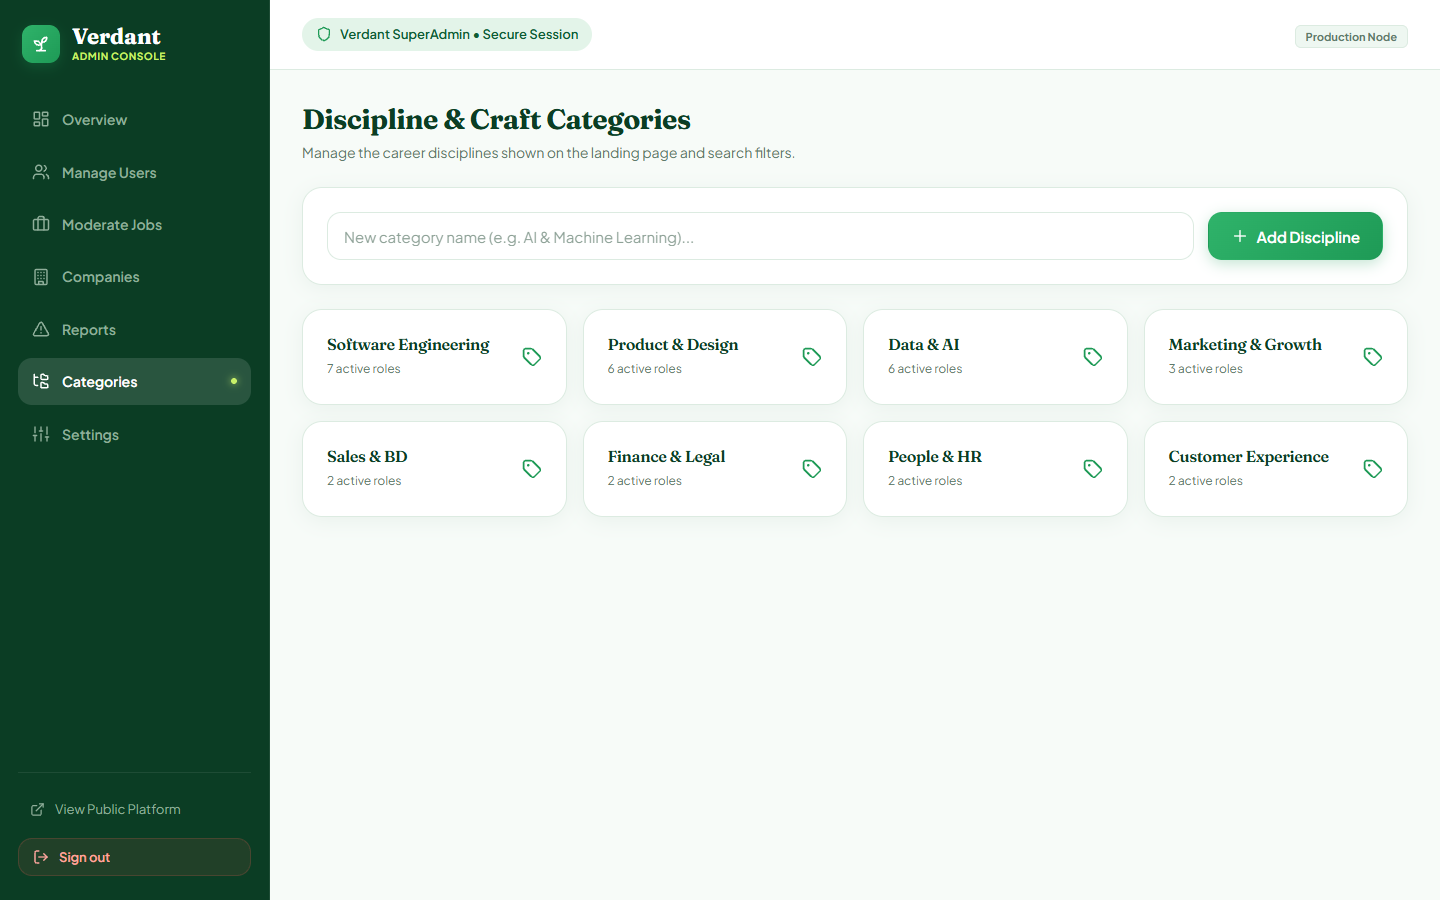 Verdant
ADMIN CONSOLE
Overview
Manage Users
Moderate Jobs
Companies
Reports
Categories
Settings
View Public Platform
Sign out
Verdant SuperAdmin • Secure Session
Production Node
Discipline & Craft Categories
Manage the career disciplines shown on the landing page and search filters.
New category name (e.g. AI & Machine Learning)...
Add Discipline
Software Engineering
7 active roles
Product & Design
6 active roles
Data & AI
6 active roles
Marketing & Growth
3 active roles
Sales & BD
2 active roles
Finance & Legal
2 active roles
People & HR
2 active roles
Customer Experience
2 active roles